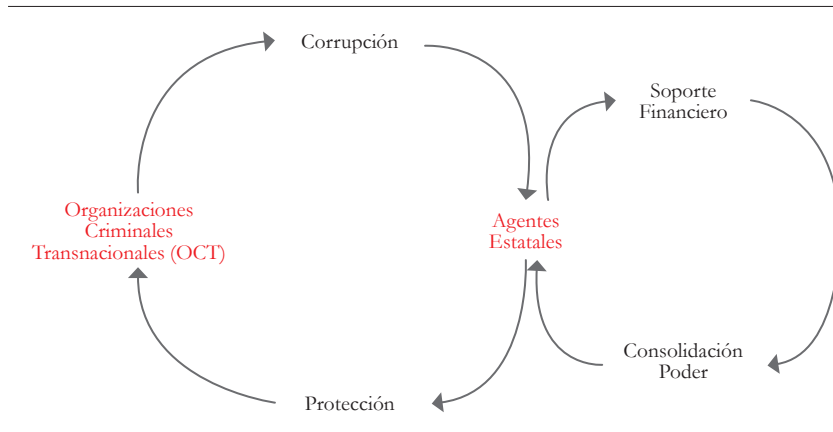 Corrupción
Soporte
Financiero
Organizaciones
Criminales
Transnacionales (OCT)
Agentes
Estatales
Consolidación
Poder
Protección